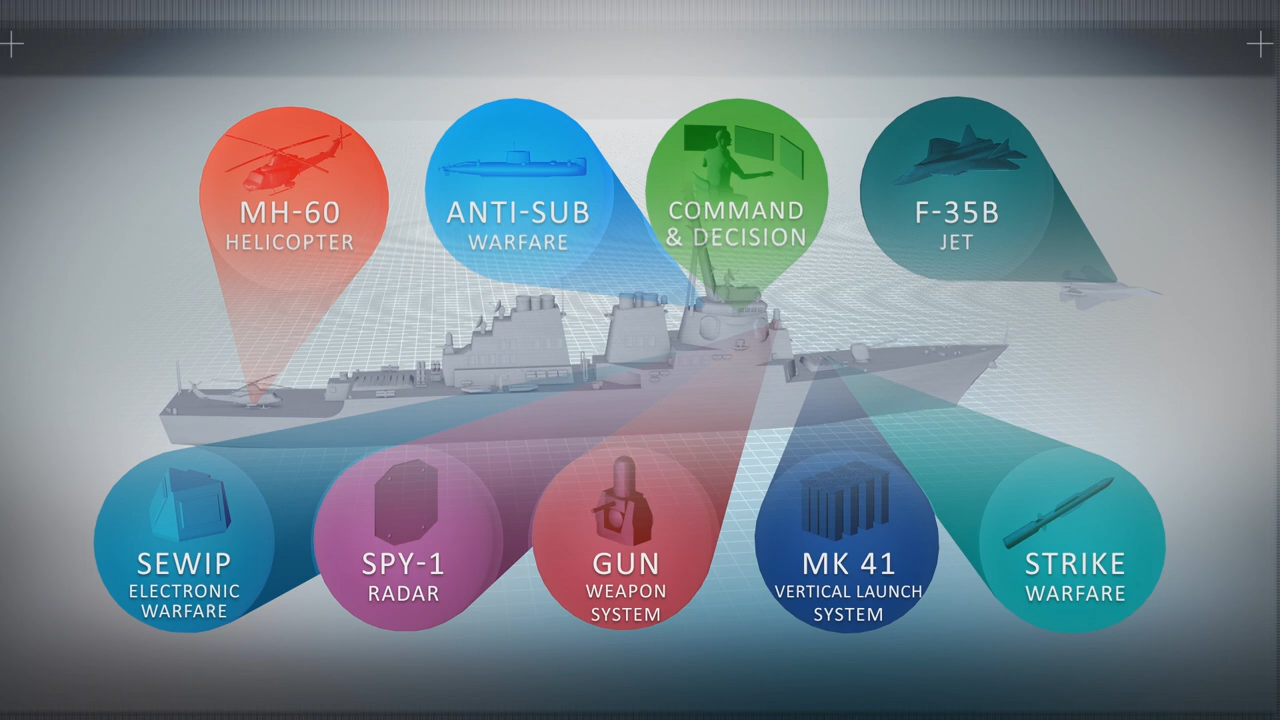 MH-60
HELICOPTER
ANTI-SUB
WARFARE
COMMAND
& DECISION
F-35B
JET
SEWIP
ELECTRONIC
WARFARE
SPY-1
RADAR
GUN
WEAPON
SYSTEM
MK 41
VERTICAL LAUNCH
SYSTEM
STRIKE
WARFARE